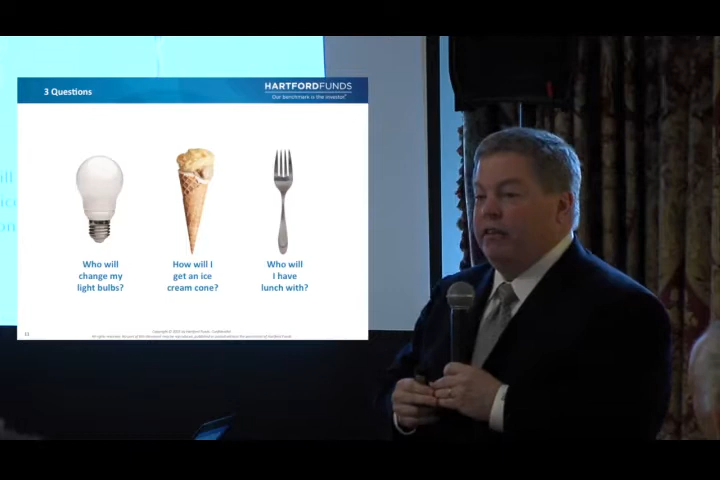 3 Questions
HARTFORDFUNDS
Our benchmark is the investor.®
Who will
change my
light bulbs?
How will I
get an ice
cream cone?
Who will
I have
lunch with?